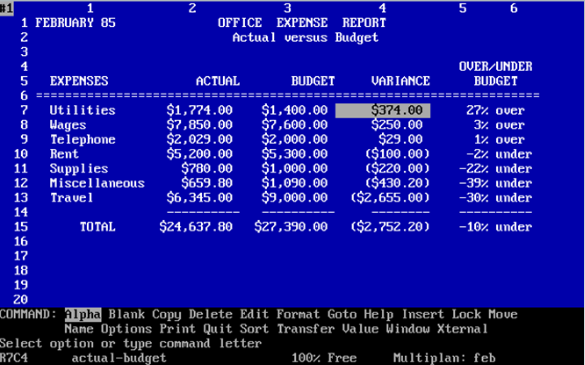 #1 1 2 3 4 5 6
1 FEBRUARY 85 OFFICE EXPENSE REPORT
2 Actual versus Budget
3
4 OVER/UNDER
5 EXPENSES ACTUAL BUDGET VARIANCE BUDGET
6 ================================================================
7 Utilities $1,774.00 $1,400.00 $374.00 27% over
8 Wages $7,850.00 $7,600.00 $250.00 3% over
9 Telephone $2,029.00 $2,000.00 $29.00 1% over
10 Rent $5,200.00 $5,300.00 ($100.00) -2% under
11 Supplies $780.00 $1,000.00 ($220.00) -22% under
12 Miscellaneous $659.80 $1,090.00 ($430.20) -39% under
13 Travel $6,345.00 $9,000.00 ($2,655.00) -30% under
14 ---------- ---------- ---------- ----------
15 TOTAL $24,637.80 $27,390.00 ($2,752.20) -10% under
16
17
18
19
20
COMMAND: Alpha Blank Copy Delete Edit Format Goto Help Insert Lock Move
Name Options Print Quit Sort Transfer Value Window Xternal
Select option or type command letter
R7C4 actual-budget 100% Free Multiplan: feb